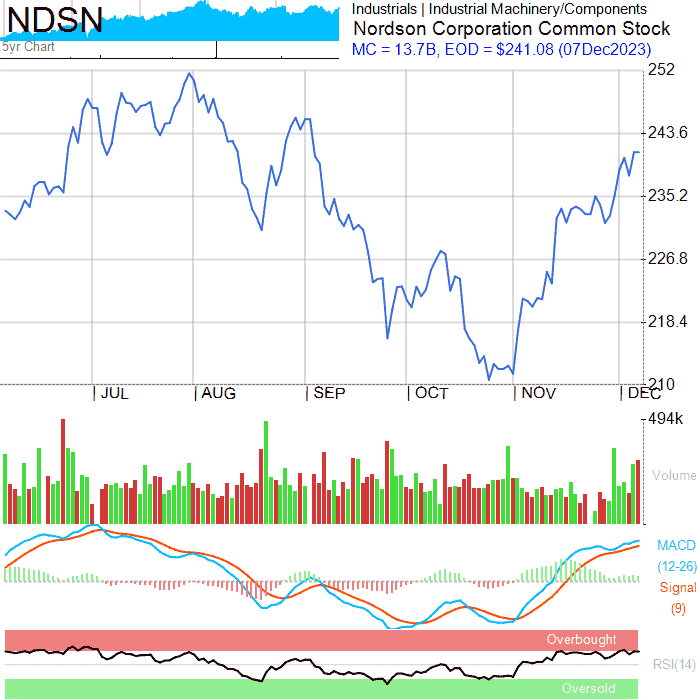 NDSN
5yr Chart
Industrials | Industrial Machinery/Components
Nordson Corporation Common Stock
MC = 13.7B, EOD = $241.08 (07Dec2023)
252
243.6
235.2
226.8
218.4
210
JUL AUG SEP OCT NOV DEC
494k
Volume
MACD
(12-26)
Signal
(9)
Overbought
RSI(14)
Oversold